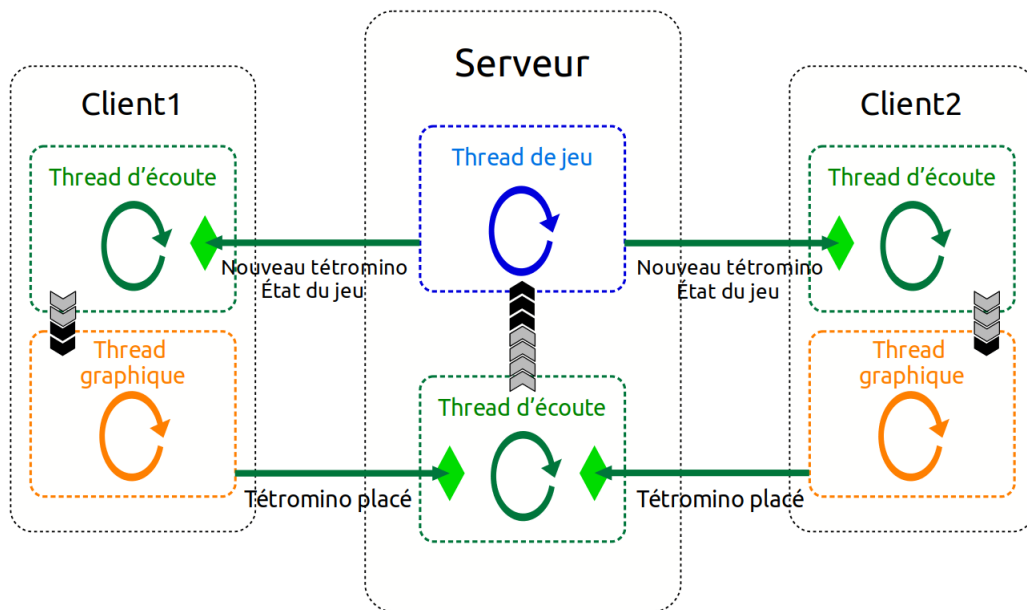 Serveur
Client1
Client2
Thread d'écoute
Thread de jeu
Thread d'écoute
Nouveau tétromino
État du jeu
Nouveau tétromino
État du jeu
Thread
graphique
Thread
graphique
Thread d'écoute
Tétromino placé
Tétromino placé